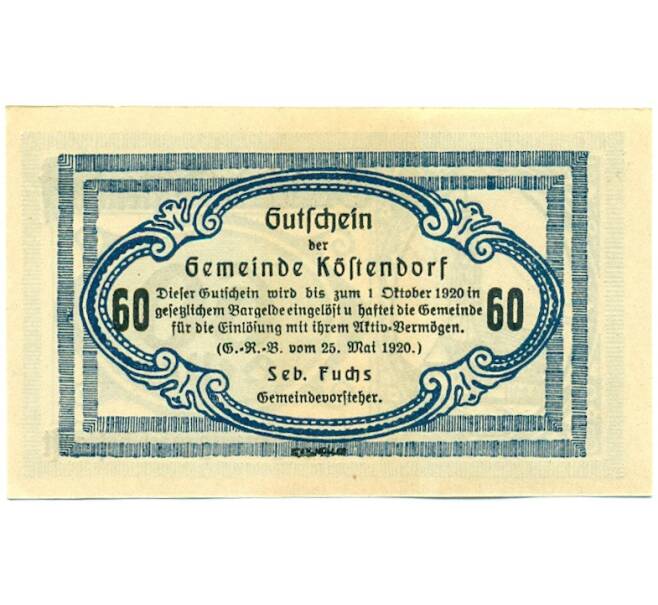 Gutschein
der
Gemeinde Köstendorf
60 Dieser Gutschein wird bis zum 1 Oktober 1920 in 60
gesetzlichem Bargelde eingelöst u haftet die Gemeinde
für die Einlösung mit ihrem Aktiv-Vermögen.
(G.-R.-B. vom 25. Mai 1920.)
Seb. Fuchs
Gemeindevorsteher.